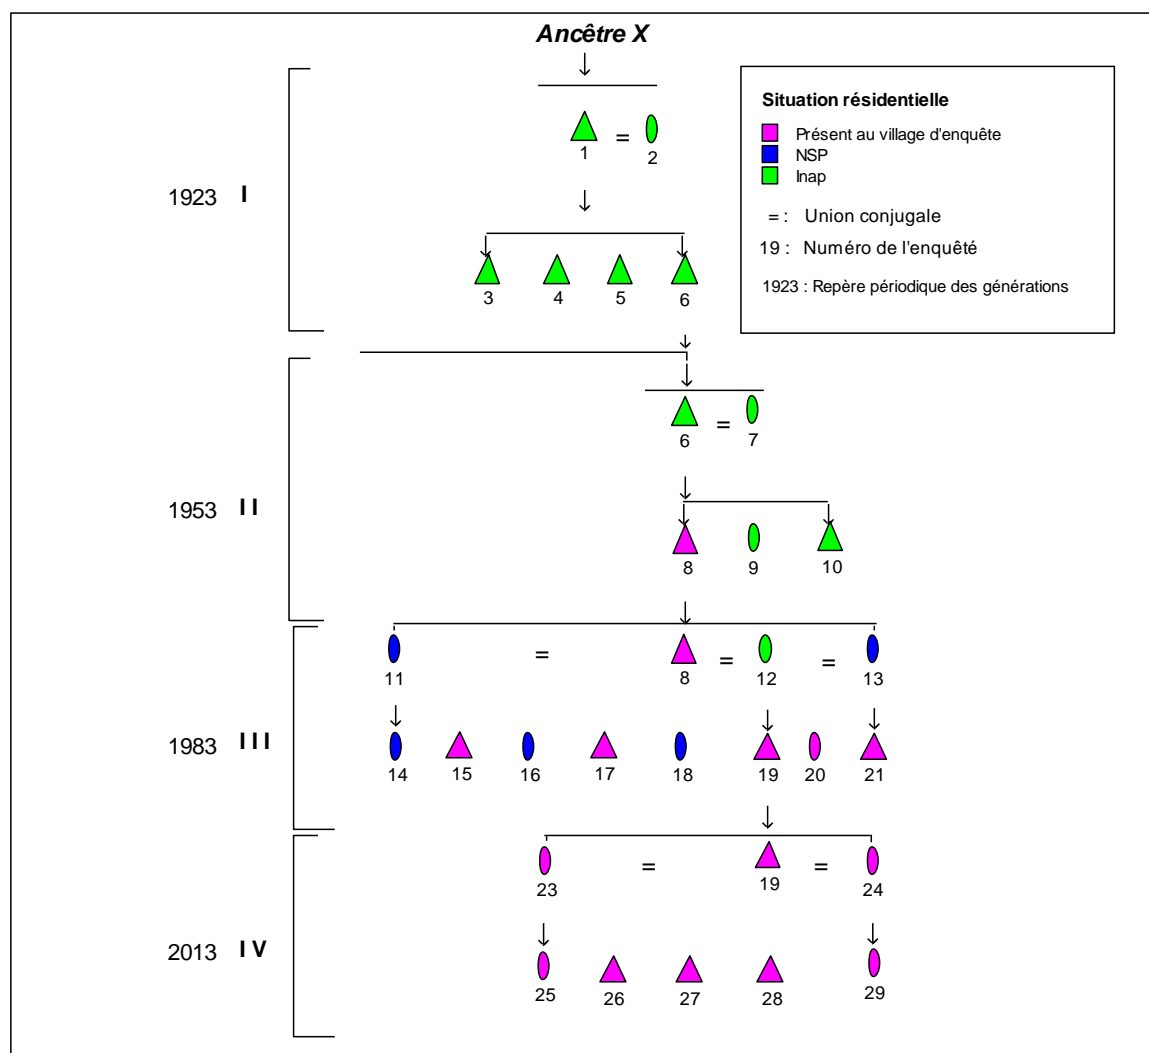 Ancêtre X
Situation résidentielle
Présent au village d'enquête
NSP
Inap
= : Union conjugale
19 : Numéro de l'enquêté
1923 : Repère périodique des générations
1923 I
1 = 2
3 4 5 6
1953 II
6 = 7
8 9 10
1983 III
11 = 8 = 12 = 13
14 15 16 17 18 19 20 21
2013 IV
23 = 19 = 24
25 26 27 28 29